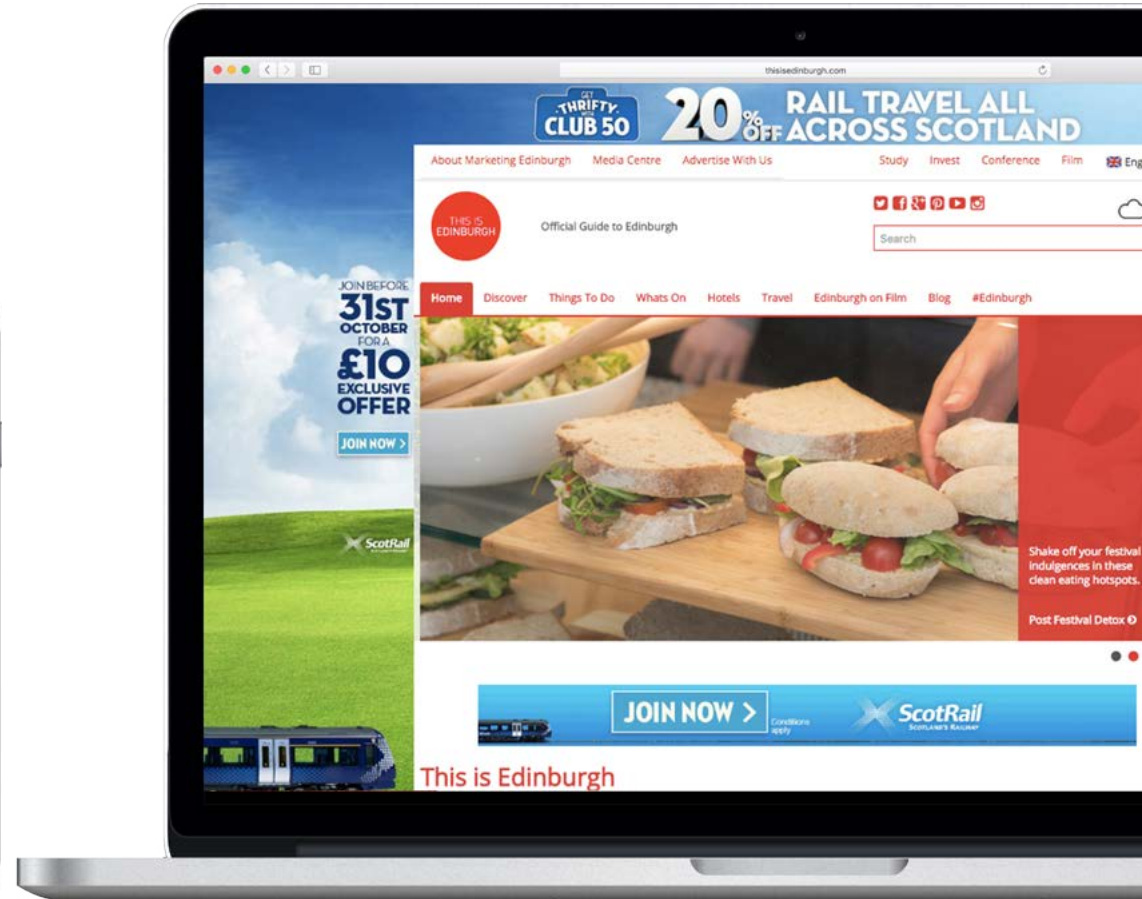 thisisedinburgh.com
GET
THRIFTY
WITH
CLUB 50
20% OFF
RAIL TRAVEL ALL
ACROSS SCOTLAND
About Marketing Edinburgh Media Centre Advertise With Us Study Invest Conference Film Eng
THIS IS
EDINBURGH
Official Guide to Edinburgh
Search
Home Discover Things To Do Whats On Hotels Travel Edinburgh on Film Blog #Edinburgh
JOIN BEFORE
31ST
OCTOBER
FOR A
£10
EXCLUSIVE
OFFER
JOIN NOW >
ScotRail
Shake off your festival
indulgences in these
clean eating hotspots.
Post Festival Detox
JOIN NOW >
Conditions
apply
ScotRail
SCOTLAND'S RAILWAY
This is Edinburgh